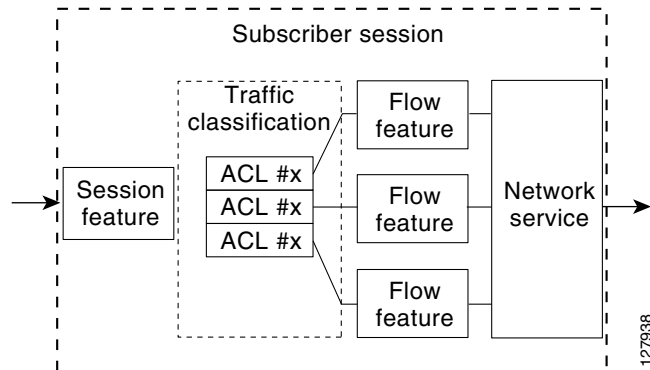 Subscriber session
Traffic
classification
ACL #x
ACL #x
ACL #x
Session
feature
Flow
feature
Flow
feature
Flow
feature
Network
service
127938